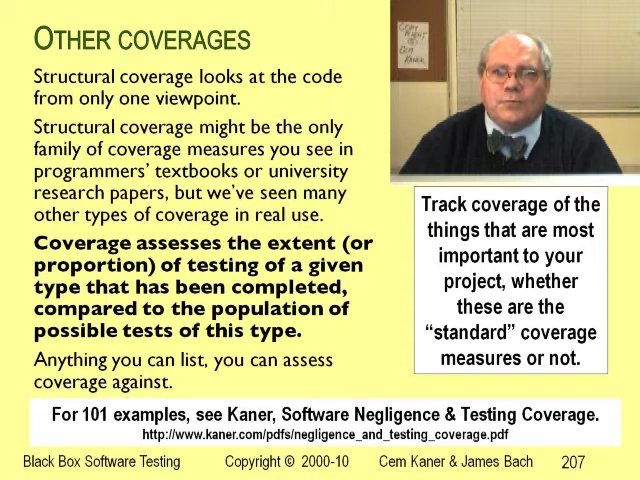 OTHER COVERAGES
Structural coverage looks at the code
from only one viewpoint.
Structural coverage might be the only
family of coverage measures you see in
programmers' textbooks or university
research papers, but we've seen many
other types of coverage in real use.
Coverage assesses the extent (or
proportion) of testing of a given
type that has been completed,
compared to the population of
possible tests of this type.
Anything you can list, you can assess
coverage against.
Track coverage of the
things that are most
important to your
project, whether
these are the
“standard” coverage
measures or not.
For 101 examples, see Kaner, Software Negligence & Testing Coverage.
http://www.kaner.com/pdfs/negligence_and_testing_coverage.pdf
Black Box Software Testing Copyright © 2000-10 Cem Kaner & James Bach 207